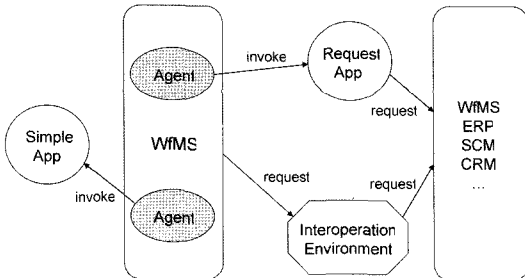 Agent
invoke
Request
App
request
WfMS
ERP
SCM
CRM
...
Simple
App
WfMS
invoke
Agent
request
request
Interoperation
Environment